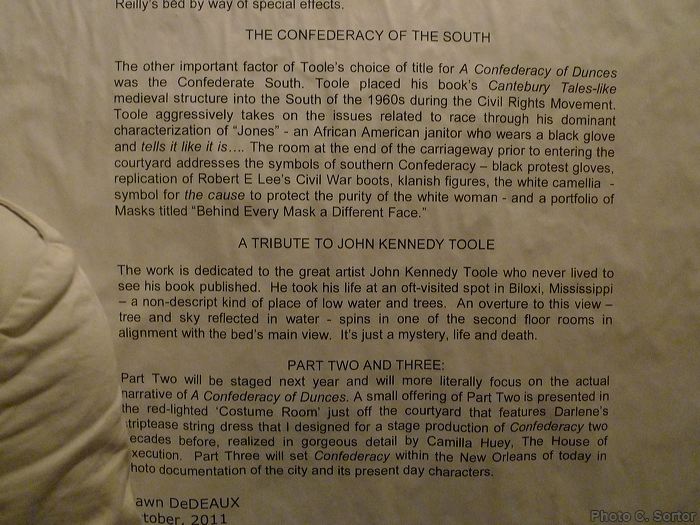 Reilly's bed by way of special effects.
THE CONFEDERACY OF THE SOUTH
The other important factor of Toole's choice of title for A Confederacy of Dunces
was the Confederate South. Toole placed his book's Cantebury Tales-like
medieval structure into the South of the 1960s during the Civil Rights Movement.
Toole aggressively takes on the issues related to race through his dominant
characterization of "Jones" - an African American janitor who wears a black glove
and tells it like it is.... The room at the end of the carriageway prior to entering the
courtyard addresses the symbols of southern Confederacy – black protest gloves,
replication of Robert E Lee's Civil War boots, klanish figures, the white camellia -
symbol for the cause to protect the purity of the white woman - and a portfolio of
Masks titled "Behind Every Mask a Different Face."
A TRIBUTE TO JOHN KENNEDY TOOLE
The work is dedicated to the great artist John Kennedy Toole who never lived to
see his book published. He took his life at an oft-visited spot in Biloxi, Mississippi
– a non-descript kind of place of low water and trees. An overture to this view –
tree and sky reflected in water - spins in one of the second floor rooms in
alignment with the bed's main view. It's just a mystery, life and death.
PART TWO AND THREE:
Part Two will be staged next year and will more literally focus on the actual
narrative of A Confederacy of Dunces. A small offering of Part Two is presented in
the red-lighted 'Costume Room' just off the courtyard that features Darlene's
striptease string dress that I designed for a stage production of Confederacy two
ecades before, realized in gorgeous detail by Camilla Huey, The House of
xecution. Part Three will set Confederacy within the New Orleans of today in
hoto documentation of the city and its present day characters.
awn DeDEAUX
tober, 2011
Photo C. Sortor